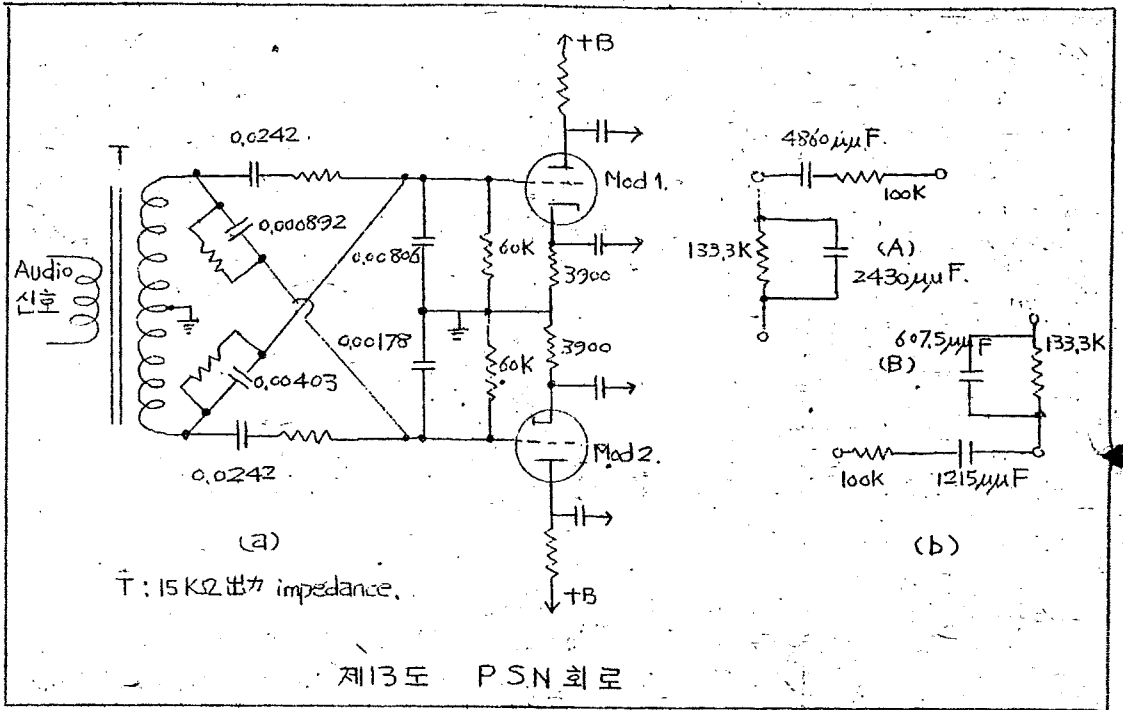 +B
0.0242
T
Mod 1.
4860μμF.
100K
0.000892
0.00806
60K
3900
133.3K
(A)
2430μμF.
Audio
신호
0.00403
0.00178
60K
3900
607.5μμF
(B)
133.3K
0.0242
Mod 2.
100K
1215μμF
(a)
(b)
T : 15KΩ 出力 impedance.
+B
제13도 PSN 회로